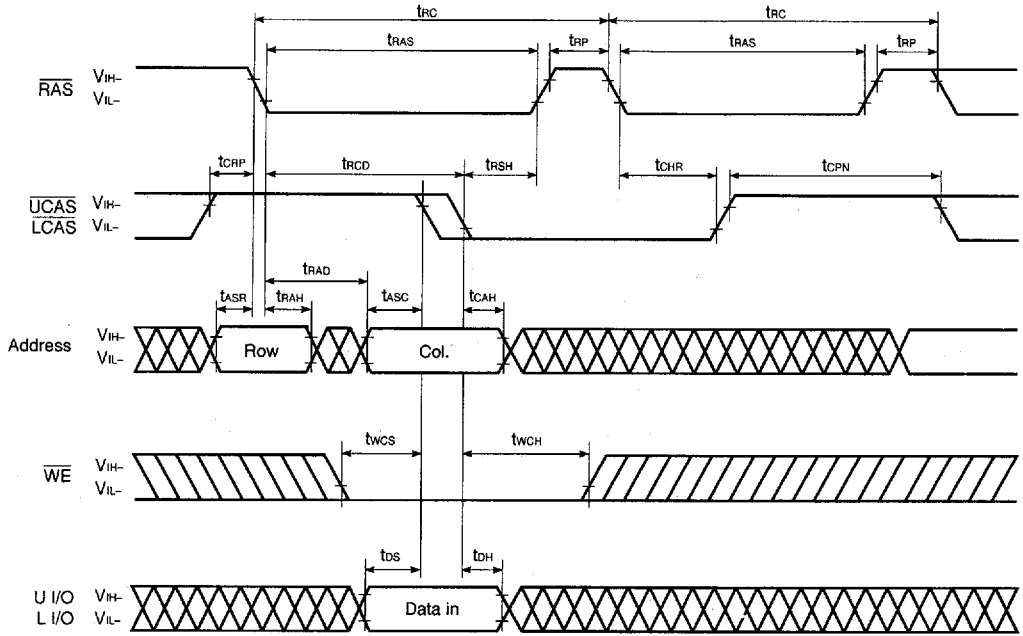 tRC tRC
tRAS tRP tRAS tRP
RAS VIH–
VIL–
tCRP tRCD tRSH tCHR tCPN
UCAS VIH–
LCAS VIL–
tRAD
tASR tRAH tASC tCAH
Address VIH–
VIL–
Row Col.
tWCS tWCH
WE VIH–
VIL–
tDS tDH
U I/O VIH–
L I/O VIL–
Data in